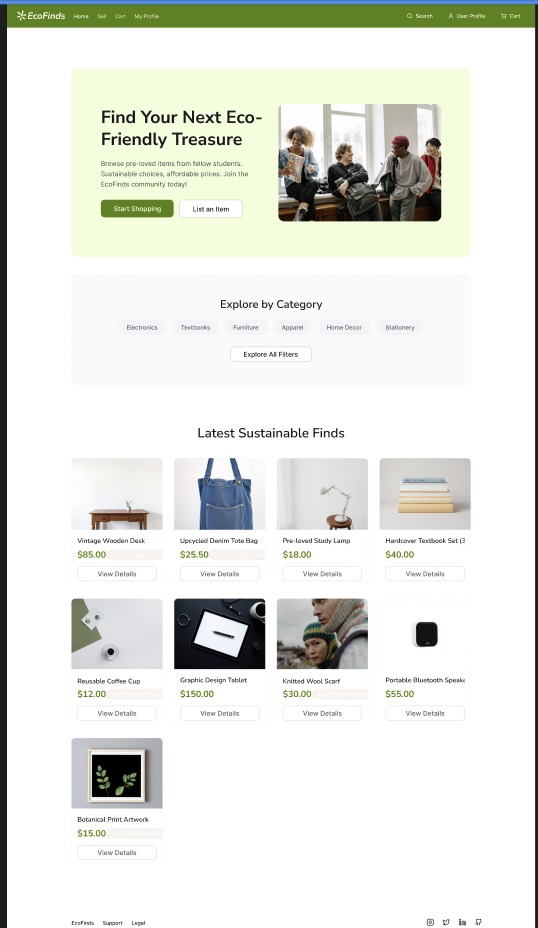 EcoFinds Home Sell Cart My Profile Search User Profile Cart
Find Your Next Eco-
Friendly Treasure
Browse pre-loved items from fellow students.
Sustainable choices, affordable prices. Join the
EcoFinds community today!
Start Shopping List an Item
Explore by Category
Electronics Textbooks Furniture Apparel Home Decor Stationery
Explore All Filters
Latest Sustainable Finds
Vintage Wooden Desk Upcycled Denim Tote Bag Pre-loved Study Lamp Hardcover Textbook Set (3
$85.00 $25.50 $18.00 $40.00
View Details View Details View Details View Details
Reusable Coffee Cup Graphic Design Tablet Knitted Wool Scarf Portable Bluetooth Speake
$12.00 $150.00 $30.00 $55.00
View Details View Details View Details View Details
Botanical Print Artwork
$15.00
View Details
EcoFinds Support Legal